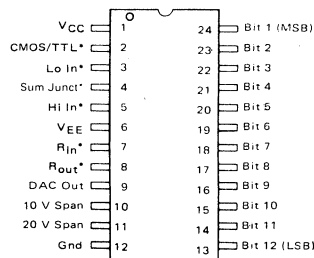 VCC 1 24 Bit 1 (MSB)
CMOS/TTL* 2 23 Bit 2
Lo In* 3 22 Bit 3
Sum Junct* 4 21 Bit 4
Hi In* 5 20 Bit 5
VEE 6 19 Bit 6
RIn* 7 18 Bit 7
Rout* 8 17 Bit 8
DAC Out 9 16 Bit 9
10 V Span 10 15 Bit 10
20 V Span 11 14 Bit 11
Gnd 12 13 Bit 12 (LSB)